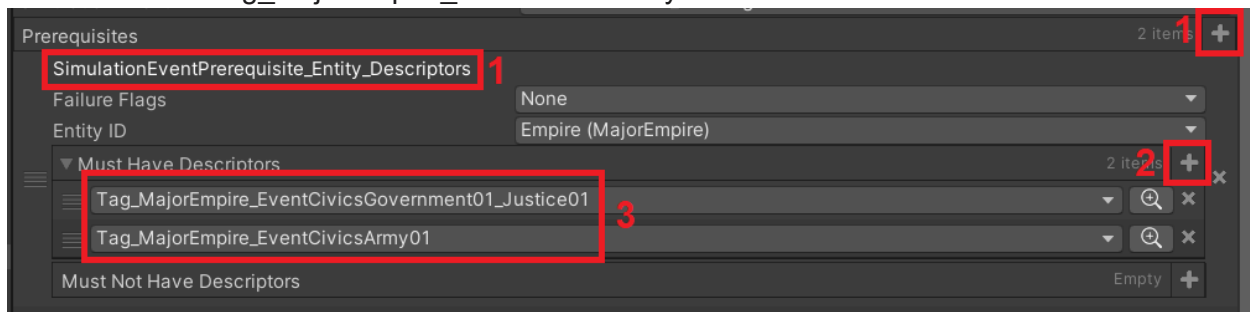 Prerequisites 2 items 1
SimulationEventPrerequisite_Entity_Descriptors 1
Failure Flags None
Entity ID Empire (MajorEmpire)
Must Have Descriptors 2 items 2
Tag_MajorEmpire_EventCivicsGovernment01_Justice01
3
Tag_MajorEmpire_EventCivicsArmy01
Must Not Have Descriptors Empty